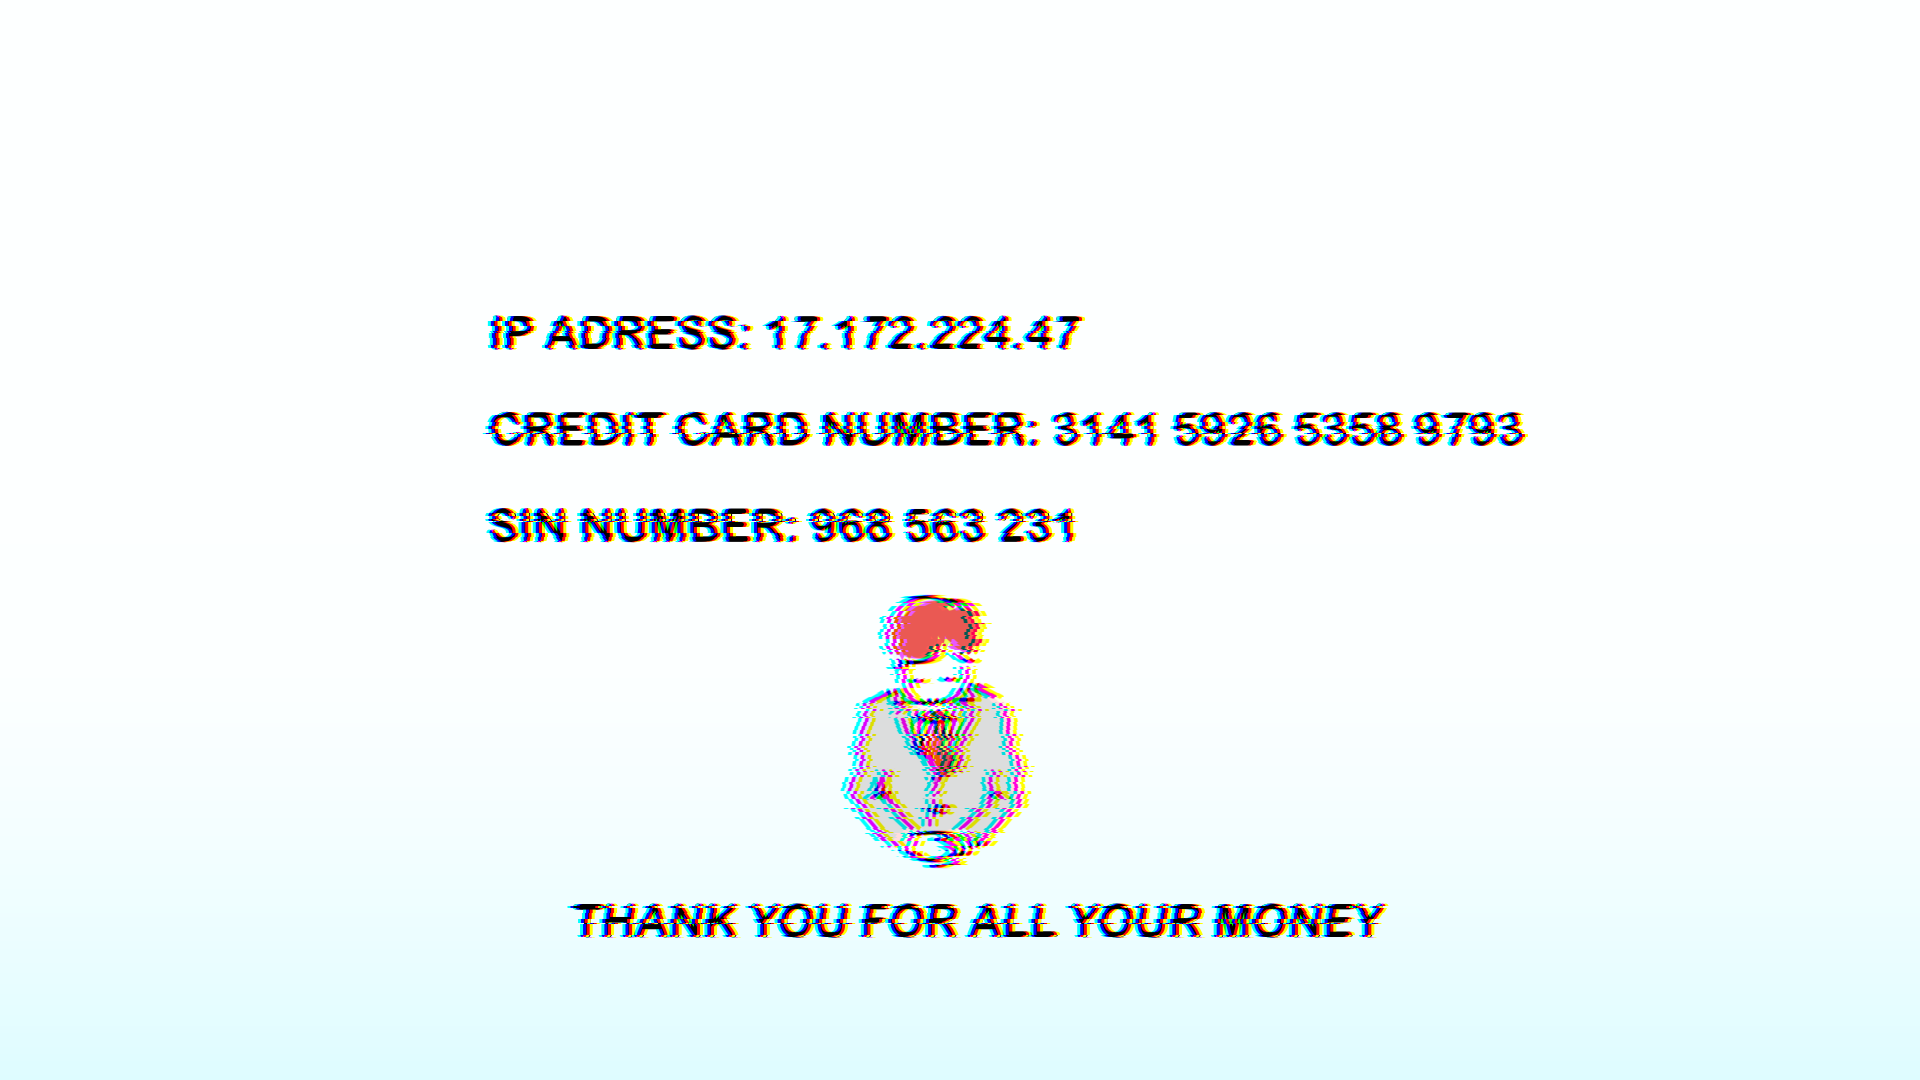 IP ADRESS: 17.172.224.47
CREDIT CARD NUMBER: 3141 5926 5358 9793
SIN NUMBER: 968 563 231
THANK YOU FOR ALL YOUR MONEY